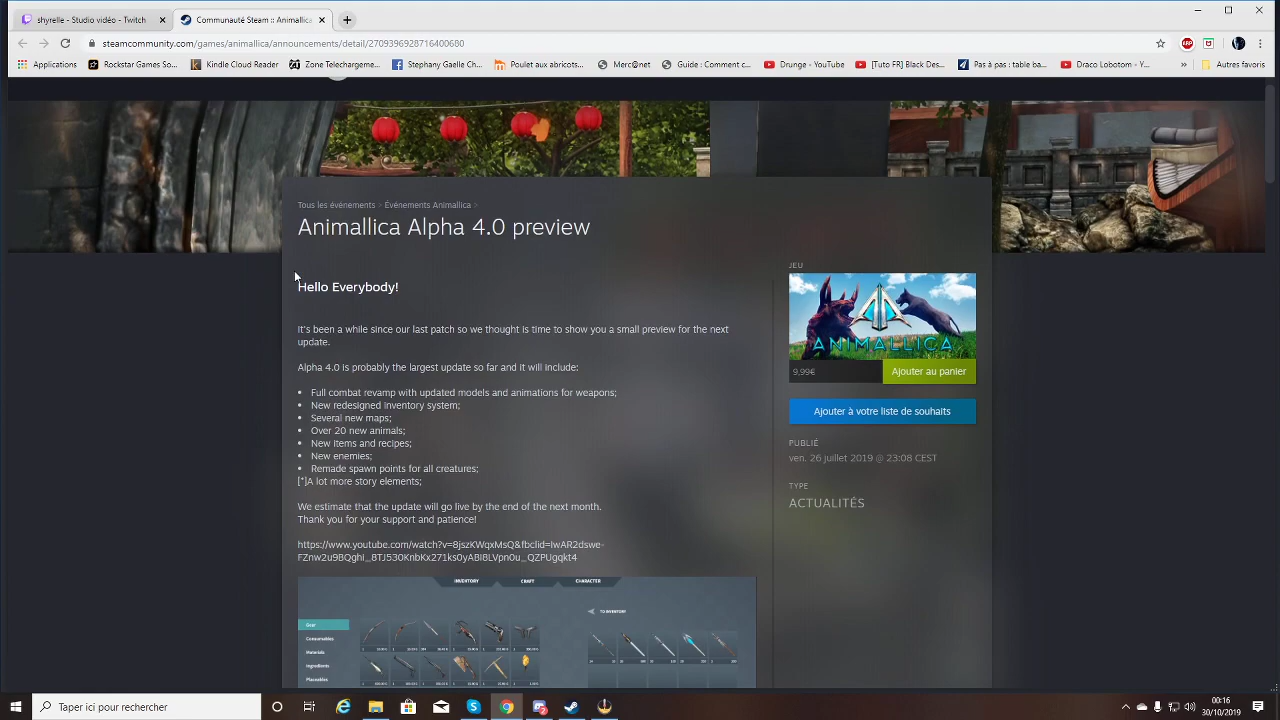 shyrelle - Studio vidéo - Twitch
Communauté Steam :: Animallica
steamcommunity.com/games/animallica/announcements/detail/2709396928716400680
Applications
Rockstar Games So...
Kindle Cloud Reader
Zone Telechargeme...
Stephany Gaelle Ch...
Poulet aux abricots...
Merc@net
Guide : Comment c...
Drunge - YouTube
[Tuto FR] Black Des...
Pas à pas : table ba...
Draco Lobotom - Y...
»
Autres favoris
Tous les événements > Événements Animallica >
Animallica Alpha 4.0 preview
Hello Everybody!
It's been a while since our last patch so we thought is time to show you a small preview for the next
update.
Alpha 4.0 is probably the largest update so far and it will include:
• Full combat revamp with updated models and animations for weapons;
• New redesigned inventory system;
• Several new maps;
• Over 20 new animals;
• New items and recipes;
• New enemies;
• Remade spawn points for all creatures;
[*]A lot more story elements;
We estimate that the update will go live by the end of the next month.
Thank you for your support and patience!
https://www.youtube.com/watch?v=8jszKWqxMsQ&fbclid=IwAR2dswe-
FZnw2u9BQghI_8TJ530KnbKx271ks0yABI8LVpn0u_QZPUgqkt4
INVENTORY
CRAFT
CHARACTER
TO INVENTORY
Gear
Consumables
Materials
Ingredients
Placeables
JEU
ANIMALLICA
9,99€
Ajouter au panier
Ajouter à votre liste de souhaits
PUBLIÉ
ven. 26 juillet 2019 @ 23:08 CEST
TYPE
ACTUALITÉS
Taper ici pour rechercher
00:16
30/10/2019